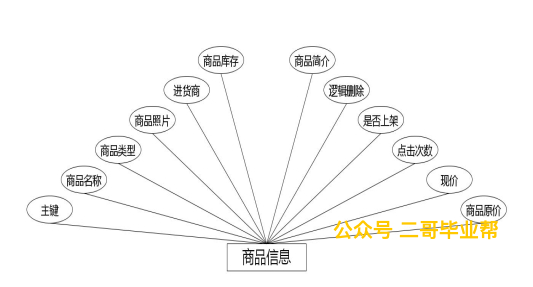 商品库存 商品简介
进货商 逻辑删除
商品照片 是否上架
商品类型 点击次数
商品名称 现价
主键 商品原价
公众号 二哥毕业帮
商品信息